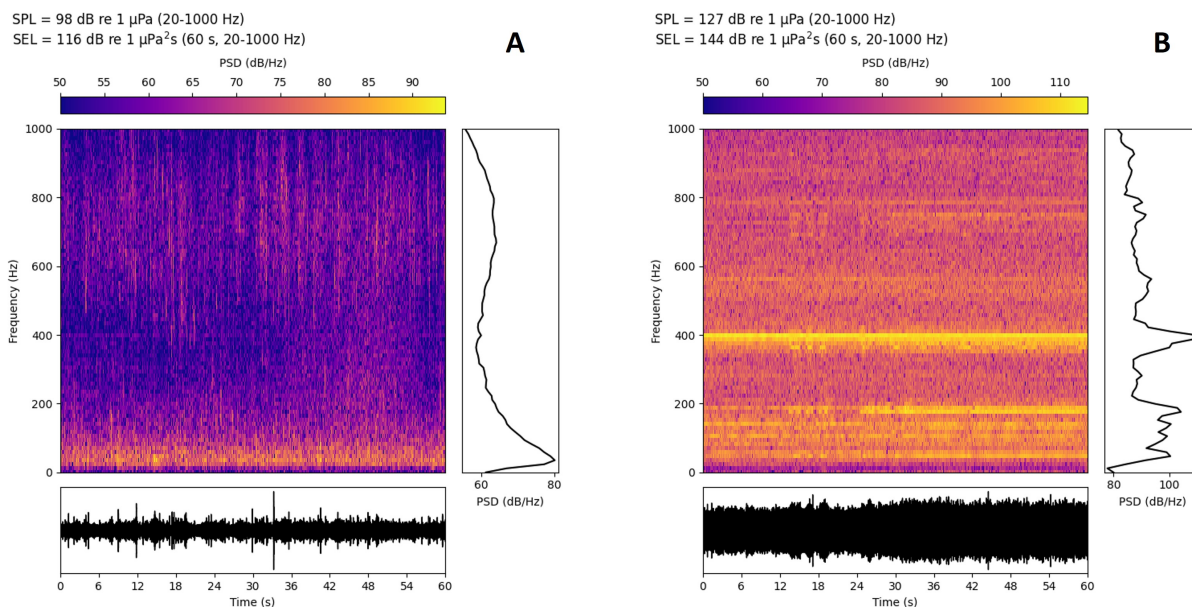 SPL = 98 dB re 1 µPa (20-1000 Hz)
SEL = 116 dB re 1 µPa²s (60 s, 20-1000 Hz)
A
PSD (dB/Hz)
50 55 60 65 70 75 80 85 90
1000
800
600
400
200
0
Frequency (Hz)
60 80
PSD (dB/Hz)
0 6 12 18 24 30 36 42 48 54 60
Time (s)
SPL = 127 dB re 1 µPa (20-1000 Hz)
SEL = 144 dB re 1 µPa²s (60 s, 20-1000 Hz)
B
PSD (dB/Hz)
50 60 70 80 90 100 110
1000
800
600
400
200
0
Frequency (Hz)
80 100
PSD (dB/Hz)
0 6 12 18 24 30 36 42 48 54 60
Time (s)